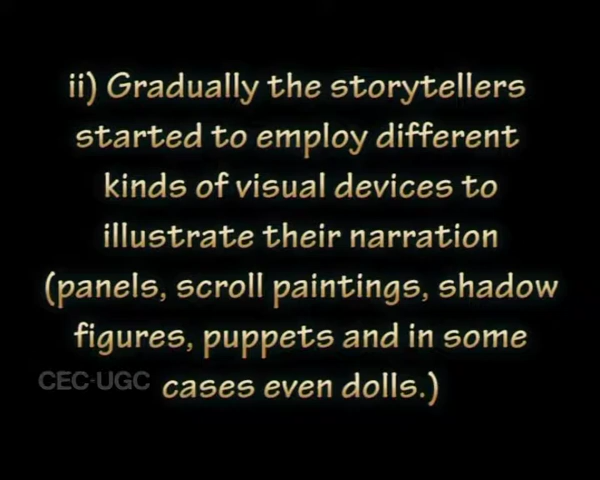 ii) Gradually the storytellers
started to employ different
kinds of visual devices to
illustrate their narration
(panels, scroll paintings, shadow
figures, puppets and in some
cases even dolls.)
CEC-UGC